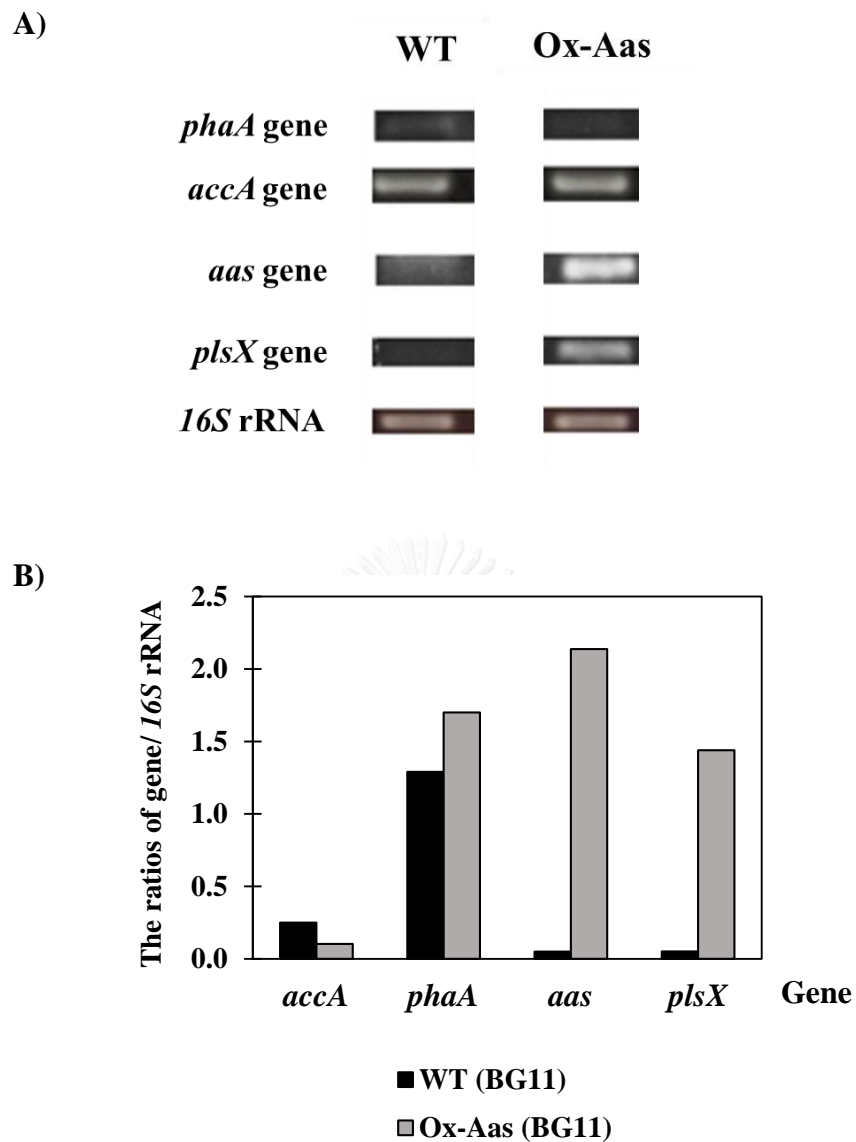 A)
WT Ox-Aas
phaA gene
accA gene
aas gene
plsX gene
16S rRNA
B)
The ratios of gene/ 16S rRNA
2.5
2.0
1.5
1.0
0.5
0.0
accA phaA aas plsX Gene
WT (BG11)
Ox-Aas (BG11)